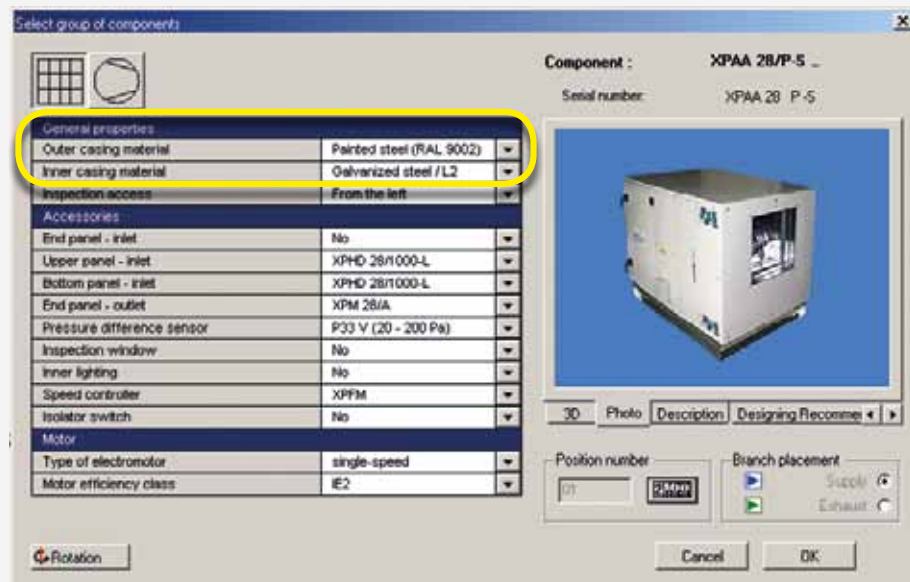 Select group of components
Component : XPAA 28/P-S _
Serial number: XPAA 28 P -S
General properties
Outer casing material Painted steel (RAL 9002)
Inner casing material Galvanized steel / L2
Inspection access From the left
Accessories
End panel - inlet No
Upper panel - inlet XPHD 28/1000-L
Bottom panel - inlet XPHD 28/1000-L
End panel - outlet XPM 28/A
Pressure difference sensor P33 V (20 - 200 Pa)
Inspection window No
Inner lighting No
Speed controller XPFM
Isolator switch No
Motor
Type of electromotor single-speed
Motor efficiency class IE2
3D Photo Description Designing Recommen
Position number
01
Branch placement
Supply
Exhaust
Rotation
Cancel OK